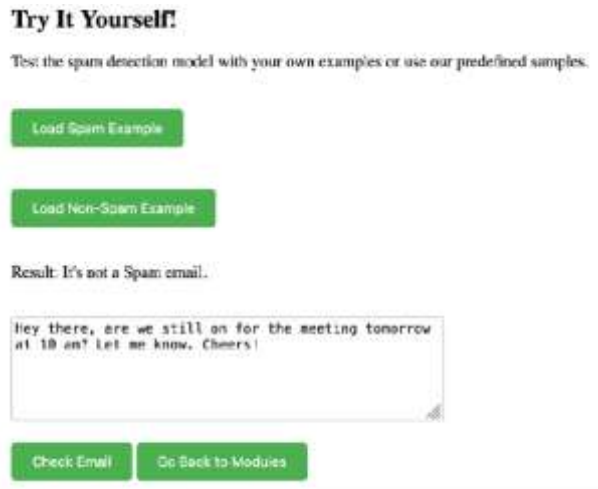 Try It Yourself!
Test the spam detection model with your own examples or use our predefined samples.
Load Spam Example
Load Non-Spam Example
Result: It's not a Spam email.
Hey there, are we still on for the meeting tomorrow
at 10 am? Let me know. Cheers!
Check Email
Go Back to Modules